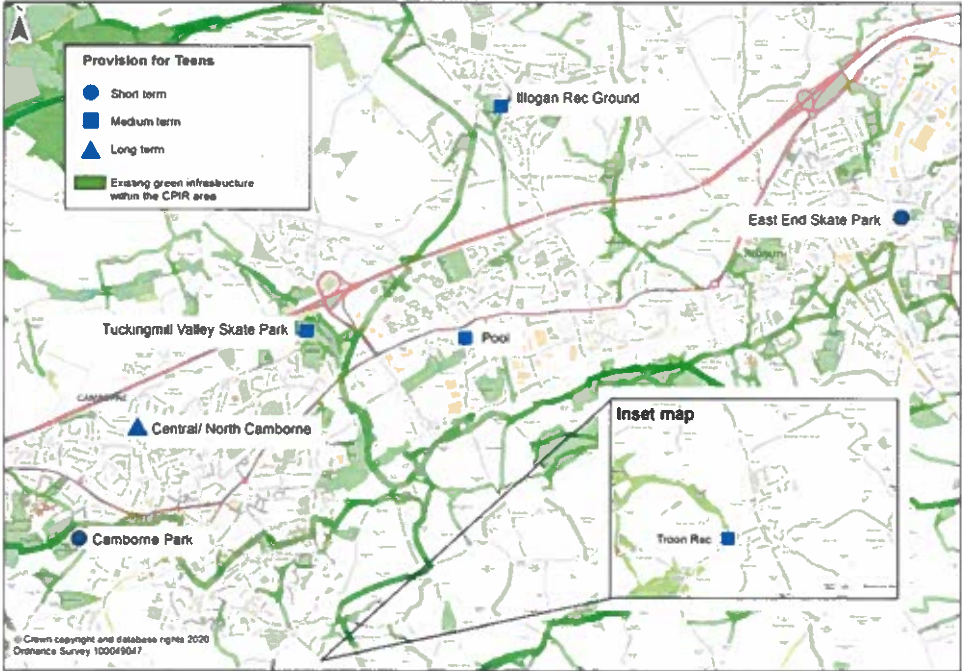 Provision for Teens
Short term
Medium term
Long term
Existing green infrastructure
within the CPIR area
Illogan Rec Ground
East End Skate Park
Tuckingmill Valley Skate Park
Pool
CAMBORNE
Central/ North Camborne
Inset map
Camborne Park
Troon Rec
© Crown copyright and database rights 2020
Ordnance Survey 100049047